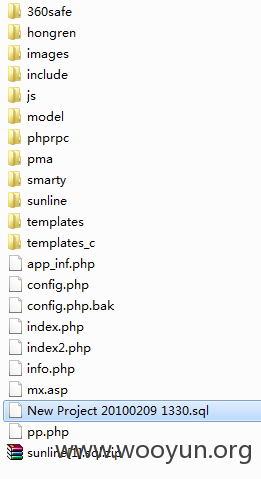 360safe
hongren
images
include
js
model
phprpc
pma
smarty
sunline
templates
templates_c
app_inf.php
config.php
config.php.bak
index.php
index2.php
info.php
mx.asp
New Project 20100209 1330.sql
pp.php
www.wooyun.org